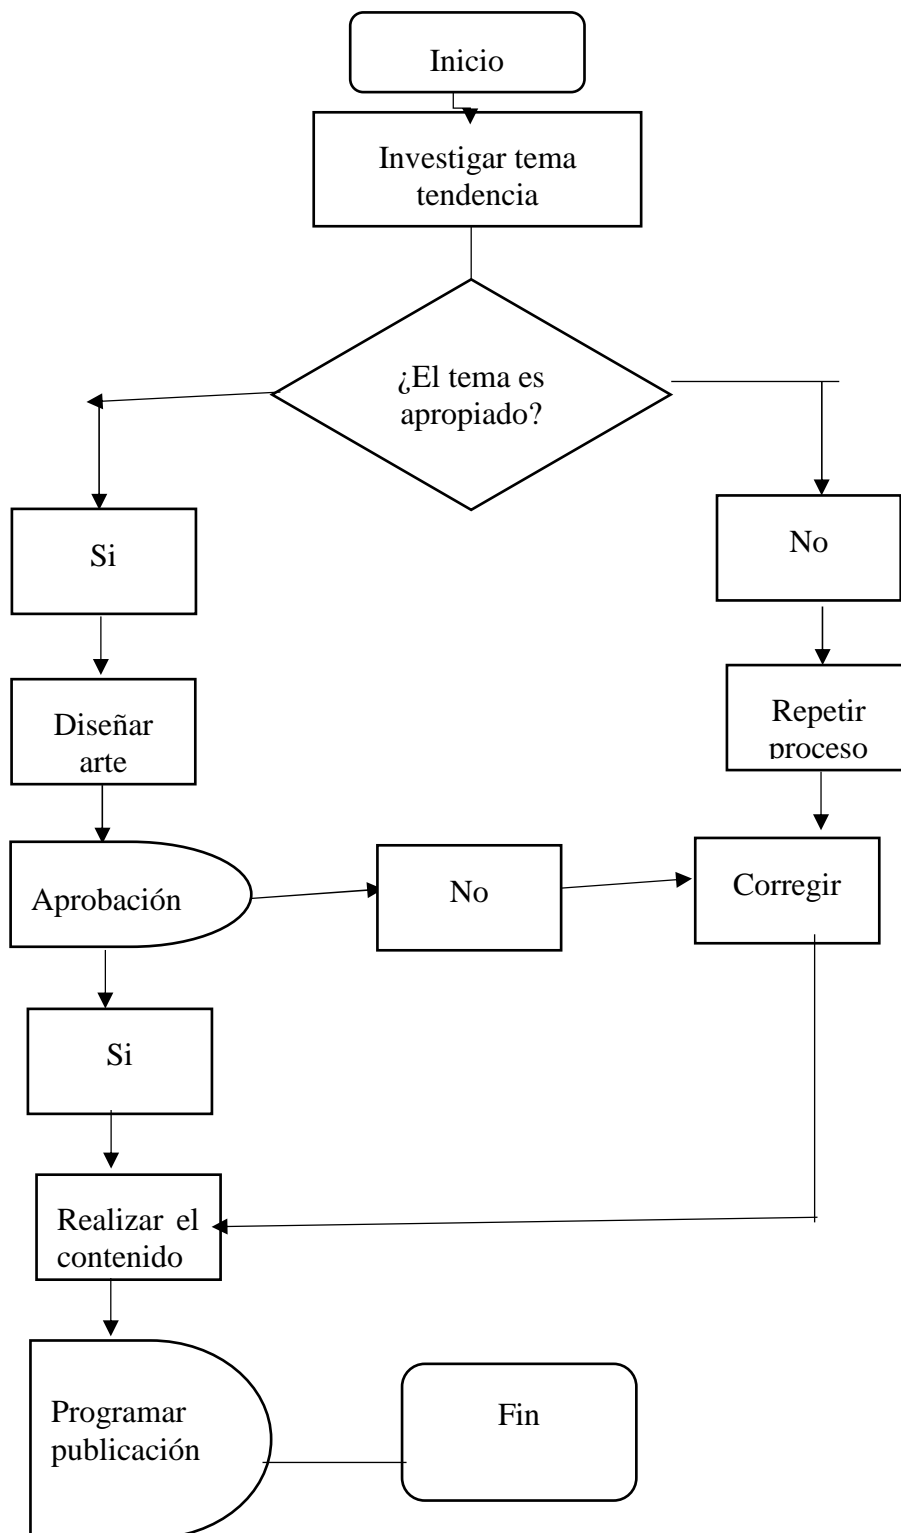 Inicio
Investigar tema
tendencia
¿El tema es
apropiado?
Si
No
Diseñar
arte
Repetir
proceso
Aprobación
No
Corregir
Si
Realizar el
contenido
Programar
publicación
Fin